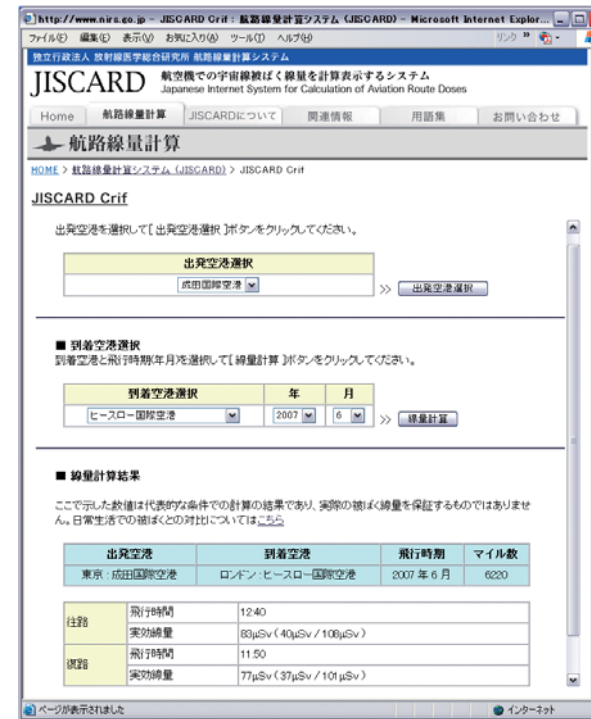 http://www.nirs.go.jp - JISCARD Crif : 航路線量計算システム (JISCARD) - Microsoft Internet Explor...
ファイル(F) 編集(E) 表示(V) お気に入り(A) ツール(T) ヘルプ(H) リンク »
独立行政法人 放射線医学総合研究所 航路線量計算システム
JISCARD 航空機での宇宙線被ばく線量を計算表示するシステム
Japanese Internet System for Calculation of Aviation Route Doses
Home 航路線量計算 JISCARDについて 関連情報 用語集 お問い合わせ
航路線量計算
HOME > 航路線量計算システム (JISCARD) > JISCARD Crif
JISCARD Crif
出発空港を選択して[ 出発空港選択 ]ボタンをクリックしてください。
出発空港選択
成田国際空港 >> 出発空港選択
■ 到着空港選択
到着空港と飛行時期(年月)を選択して[ 線量計算 ]ボタンをクリックしてください。
到着空港選択 年 月
ヒースロー国際空港 2007 6 >> 線量計算
■ 線量計算結果
ここで示した数値は代表的な条件での計算の結果であり、実際の被ばく線量を保証するものではありませ
ん。日常生活での被ばくとの対比についてはこちら
出発空港 到着空港 飛行時期 マイル数
東京 : 成田国際空港 ロンドン : ヒースロー国際空港 2007 年 6 月 6220
往路 飛行時間 12:40
実効線量 83μSv ( 40μSv / 108μSv )
復路 飛行時間 11:50
実効線量 77μSv ( 37μSv / 101μSv )
ページが表示されました インターネット